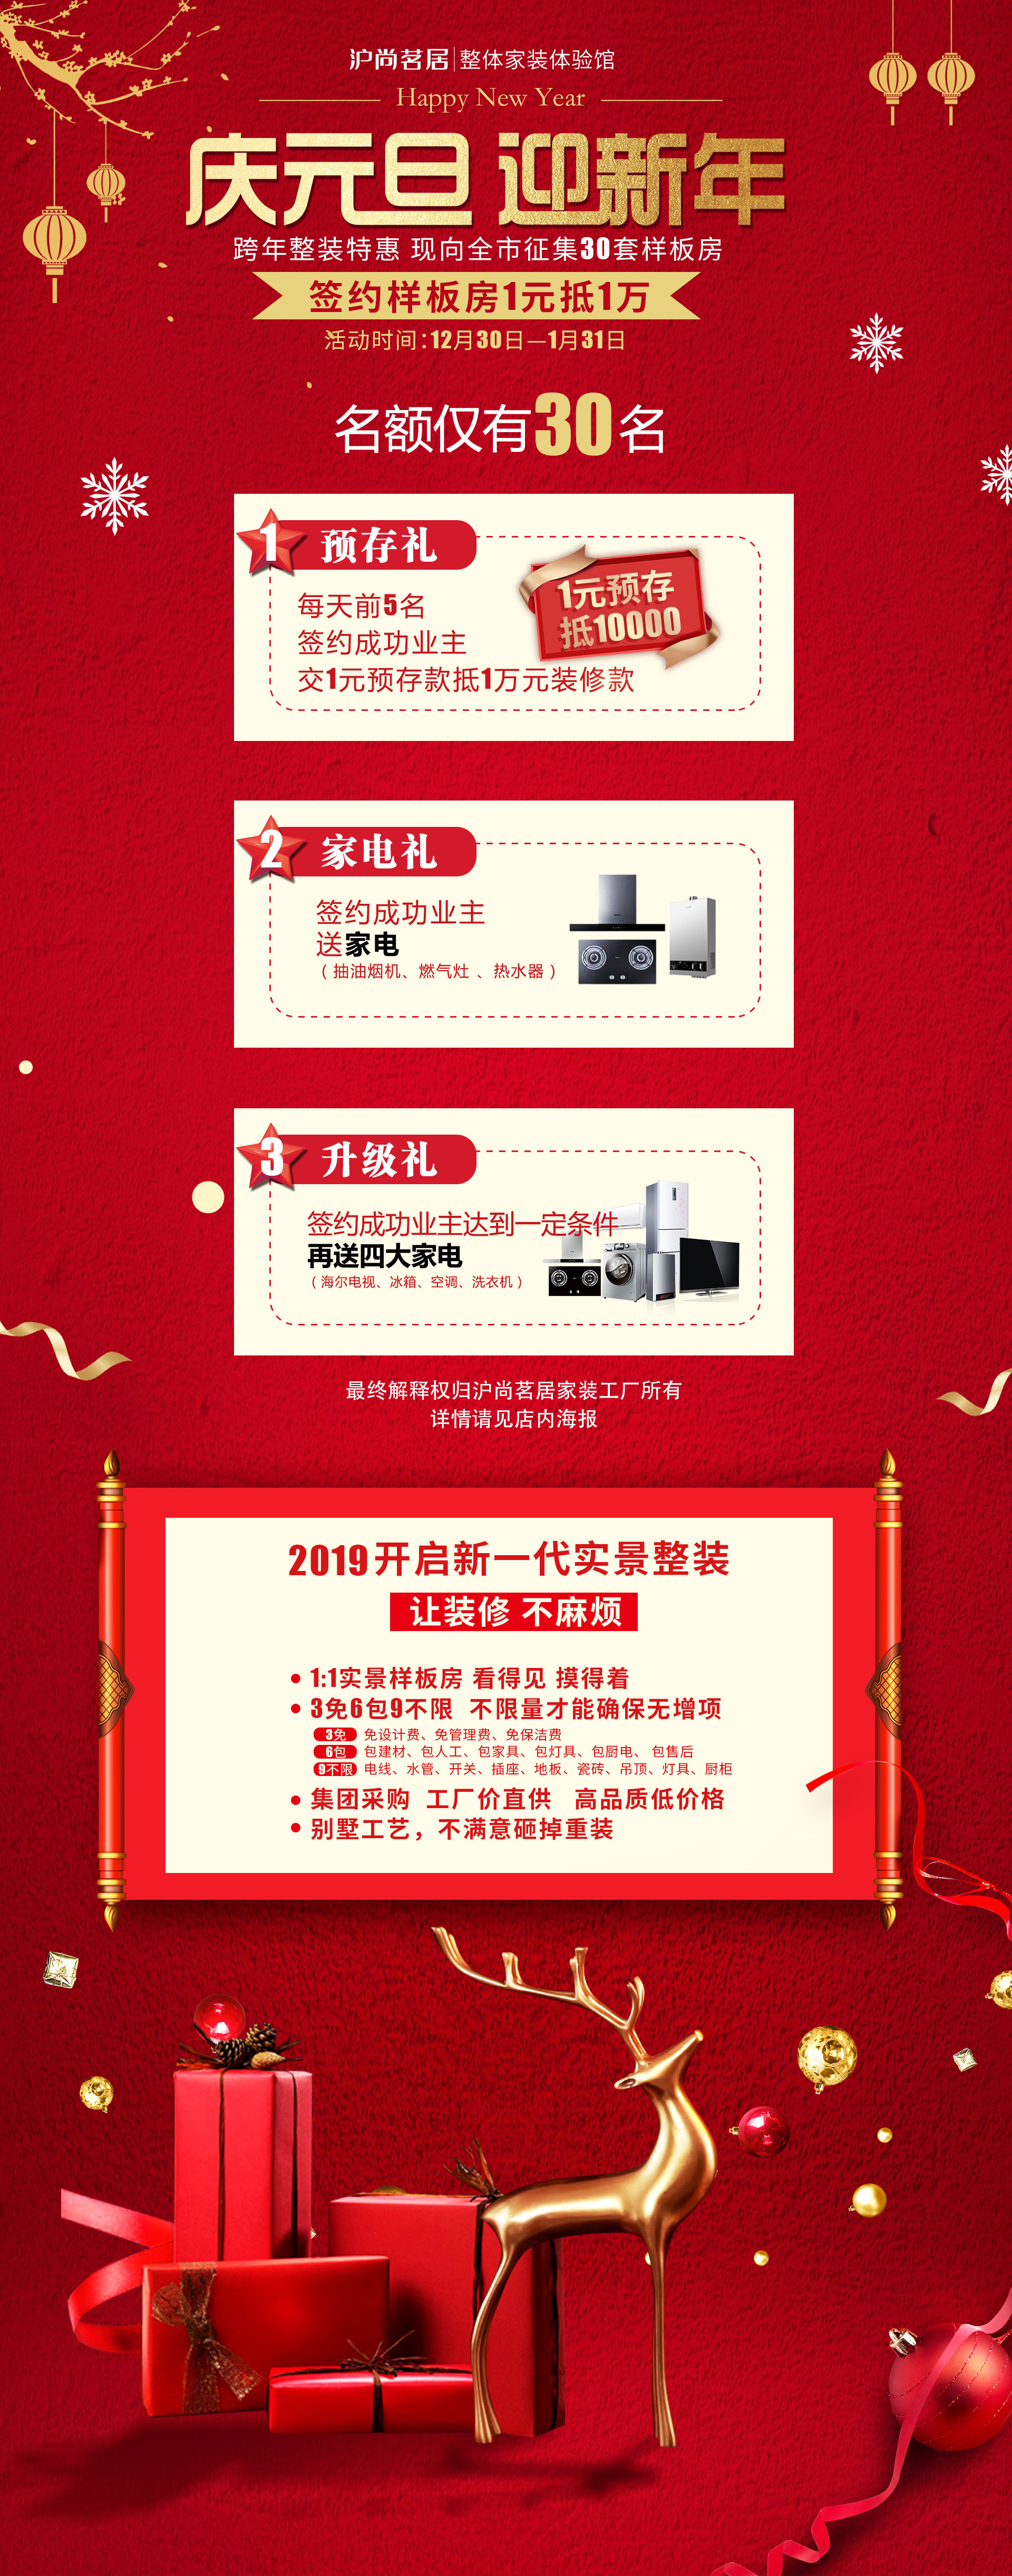 沪尚茗居|整体家装体验馆
Happy New Year
庆元旦 迎新年
跨年整装特惠 现向全市征集30套样板房
签约样板房1元抵1万
活动时间:12月30日—1月31日
名额仅有30名
1 预存礼
每天前5名
签约成功业主
交1元预存款抵1万元装修款
1元预存
抵10000
2 家电礼
签约成功业主
送家电
（抽油烟机、燃气灶 、热水器）
3 升级礼
签约成功业主达到一定条件
再送四大家电
（海尔电视、冰箱、空调、洗衣机）
最终解释权归沪尚茗居家装工厂所有
详情请见店内海报
2019开启新一代实景整装
让装修 不麻烦
● 1:1实景样板房 看得见 摸得着
● 3免6包9不限 不限量才能确保无增项
3免 免设计费、免管理费、免保洁费
6包 包建材、包人工、包家具、包灯具、包厨电、 包售后
9不限 电线、水管、开关、插座、地板、瓷砖、吊顶、灯具、厨柜
● 集团采购 工厂价直供 高品质低价格
● 别墅工艺，不满意砸掉重装